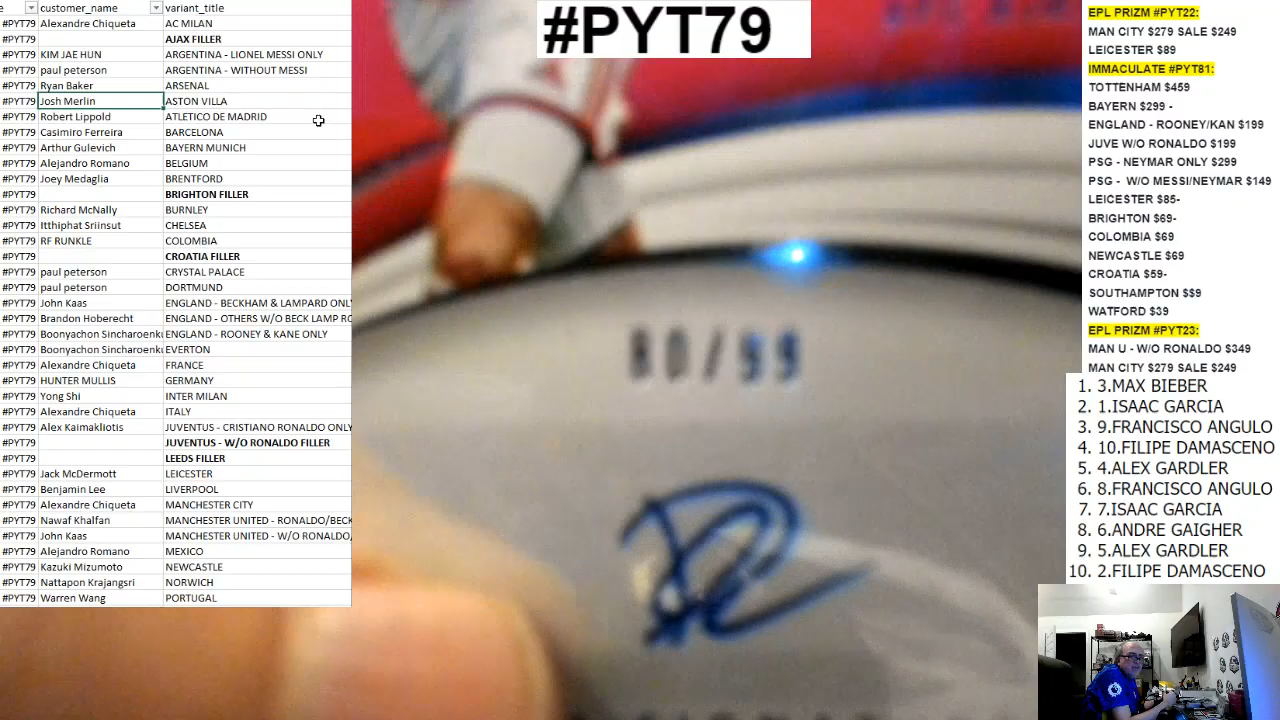 customer_name variant_title
#PYT79 Alexandre Chiqueta AC MILAN
#PYT79 AJAX FILLER
#PYT79 KIM JAE HUN ARGENTINA - LIONEL MESSI ONLY
#PYT79 paul peterson ARGENTINA - WITHOUT MESSI
#PYT79 Ryan Baker ARSENAL
#PYT79 Josh Merlin ASTON VILLA
#PYT79 Robert Lippold ATLETICO DE MADRID
#PYT79 Casimiro Ferreira BARCELONA
#PYT79 Arthur Gulevich BAYERN MUNICH
#PYT79 Alejandro Romano BELGIUM
#PYT79 Joey Medaglia BRENTFORD
#PYT79 BRIGHTON FILLER
#PYT79 Richard McNally BURNLEY
#PYT79 Itthiphat Sriinsut CHELSEA
#PYT79 RF RUNKLE COLOMBIA
#PYT79 CROATIA FILLER
#PYT79 paul peterson CRYSTAL PALACE
#PYT79 paul peterson DORTMUND
#PYT79 John Kaas ENGLAND - BECKHAM & LAMPARD ONLY
#PYT79 Brandon Hoberecht ENGLAND - OTHERS W/O BECK LAMP RO
#PYT79 Boonyachon Sincharoenku ENGLAND - ROONEY & KANE ONLY
#PYT79 Boonyachon Sincharoenku EVERTON
#PYT79 Alexandre Chiqueta FRANCE
#PYT79 HUNTER MULLIS GERMANY
#PYT79 Yong Shi INTER MILAN
#PYT79 Alexandre Chiqueta ITALY
#PYT79 Alex Kaimakliotis JUVENTUS - CRISTIANO RONALDO ONLY
#PYT79 JUVENTUS - W/O RONALDO FILLER
#PYT79 LEEDS FILLER
#PYT79 Jack McDermott LEICESTER
#PYT79 Benjamin Lee LIVERPOOL
#PYT79 Alexandre Chiqueta MANCHESTER CITY
#PYT79 Nawaf Khalfan MANCHESTER UNITED - RONALDO/BECK
#PYT79 John Kaas MANCHESTER UNITED - W/O RONALDO/
#PYT79 Alejandro Romano MEXICO
#PYT79 Kazuki Mizumoto NEWCASTLE
#PYT79 Nattapon Krajangsri NORWICH
#PYT79 Warren Wang PORTUGAL
#PYT79
80/99
EPL PRIZM #PYT22:
MAN CITY $279 SALE $249
LEICESTER $89
IMMACULATE #PYT81:
TOTTENHAM $459
BAYERN $299 -
ENGLAND - ROONEY/KAN $199
JUVE W/O RONALDO $199
PSG - NEYMAR ONLY $299
PSG - W/O MESSI/NEYMAR $149
LEICESTER $85-
BRIGHTON $69-
COLOMBIA $69
NEWCASTLE $69
CROATIA $59-
SOUTHAMPTON $$9
WATFORD $39
EPL PRIZM #PYT23:
MAN U - W/O RONALDO $349
MAN CITY $279 SALE $249
1. 3.MAX BIEBER
2. 1.ISAAC GARCIA
3. 9.FRANCISCO ANGULO
4. 10.FILIPE DAMASCENO
5. 4.ALEX GARDLER
6. 8.FRANCISCO ANGULO
7. 7.ISAAC GARCIA
8. 6.ANDRE GAIGHER
9. 5.ALEX GARDLER
10. 2.FILIPE DAMASCENO